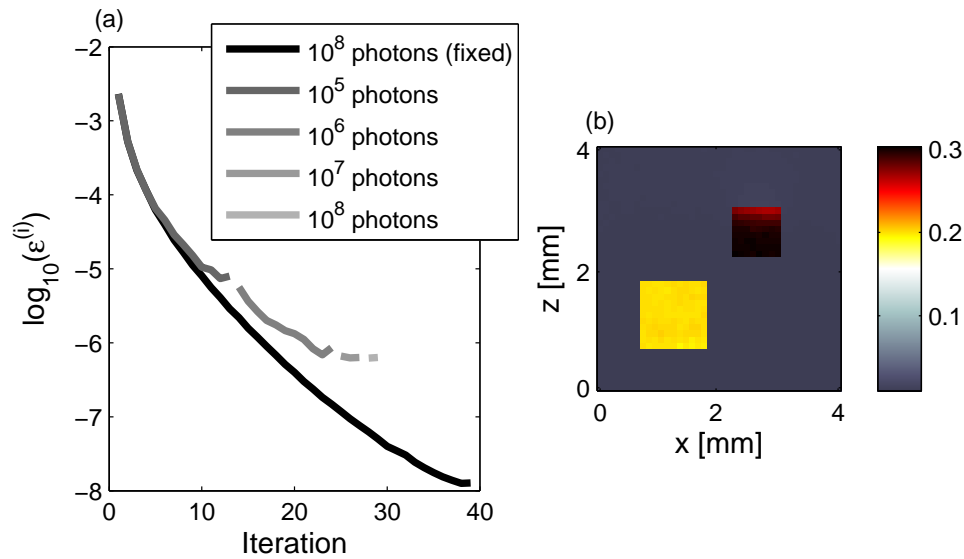 (a)
10^8 photons (fixed)
10^5 photons
10^6 photons
10^7 photons
10^8 photons
−2
−3
−4
−5
−6
−7
−8
log_10(ε^(i))
0
10
20
30
40
Iteration
(b)
4
2
0
z [mm]
0
2
4
x [mm]
0.3
0.2
0.1